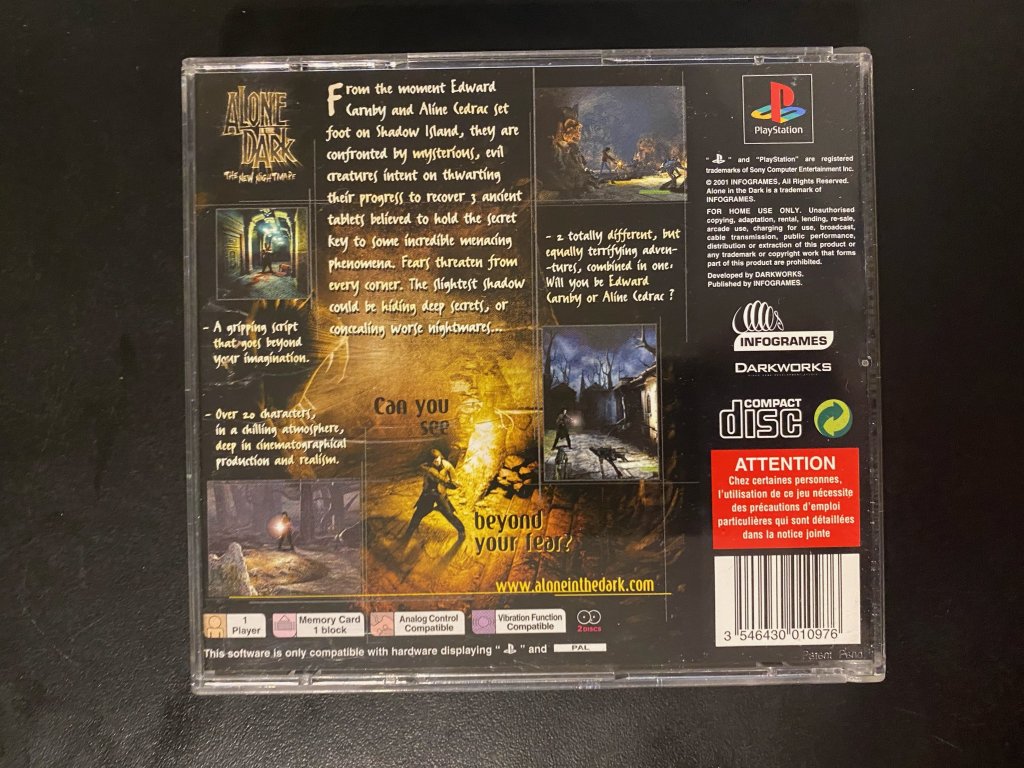 ALONE
IN THE
DARK
THE NEW NIGHTMARE
From the moment Edward
Carnby and Aline Cedrac set
foot on Shadow Island, they are
confronted by mysterious, evil
creatures intent on thwarting
their progress to recover 3 ancient
tablets believed to hold the secret
key to some incredible menacing
phenomena. Fears threaten from
every corner. The slightest shadow
could be hiding deep secrets, or
concealing worse nightmares...
- A gripping script
that goes beyond
your imagination.
- Over 20 characters,
in a chilling atmosphere,
deep in cinematographical
production and realism.
- 2 totally different, but
equally terrifying adven-
-tures, combined in one.
Will you be Edward
Carnby or Aline Cedrac ?
Can you
see
beyond
your fear?
www.aloneinthedark.com
1
Player
Memory Card
1 block
Analog Control
Compatible
Vibration Function
Compatible
2 DISCS
This software is only compatible with hardware displaying " " and PAL
PlayStation
" " and "PlayStation" are registered
trademarks of Sony Computer Entertainment Inc.
© 2001 INFOGRAMES, All Rights Reserved.
Alone in the Dark is a trademark of
INFOGRAMES.
FOR HOME USE ONLY. Unauthorised
copying, adaptation, rental, lending, re-sale,
arcade use, charging for use, broadcast,
cable transmission, public performance,
distribution or extraction of this product or
any trademark or copyright work that forms
part of this product are prohibited.
Developed by DARKWORKS.
Published by INFOGRAMES.
INFOGRAMES
DARKWORKS
COMPACT
disc
ATTENTION
Chez certaines personnes,
l'utilisation de ce jeu nécessite
des précautions d'emploi
particulières qui sont détaillées
dans la notice jointe
3 546430 010976
Patent Pend